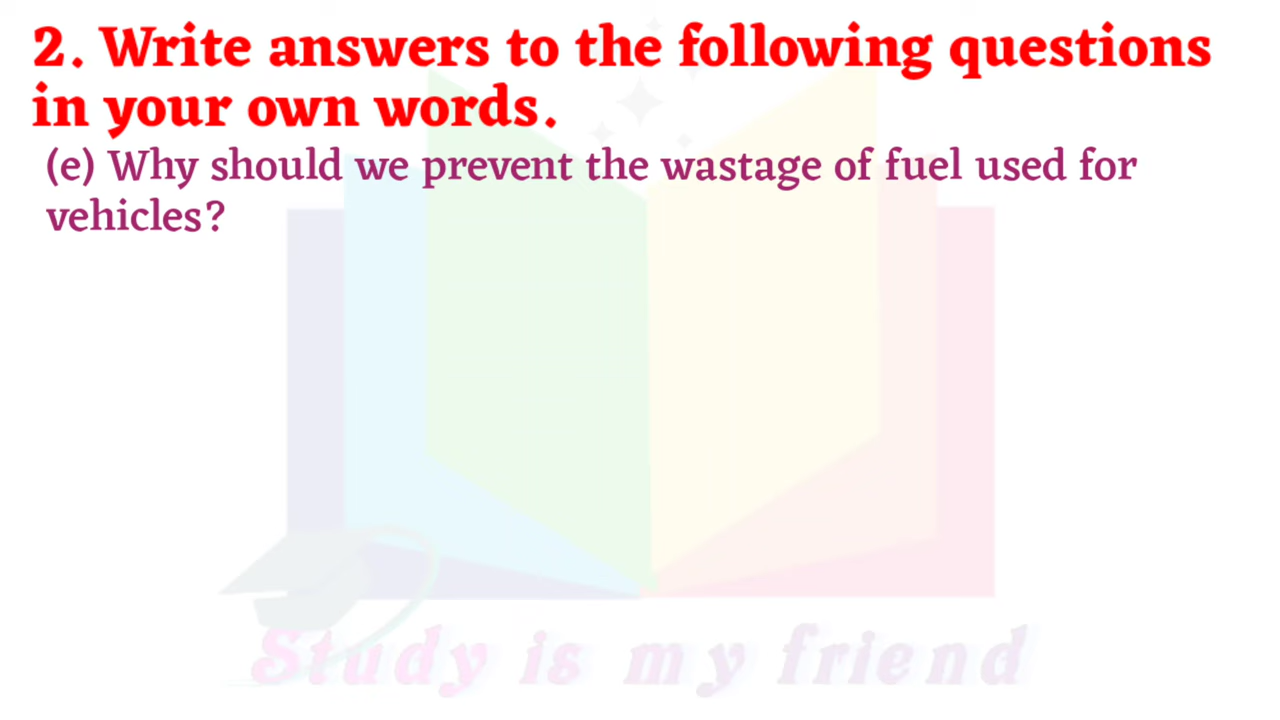 2. Write answers to the following questions
in your own words.
(e) Why should we prevent the wastage of fuel used for
vehicles?
Study is my friend